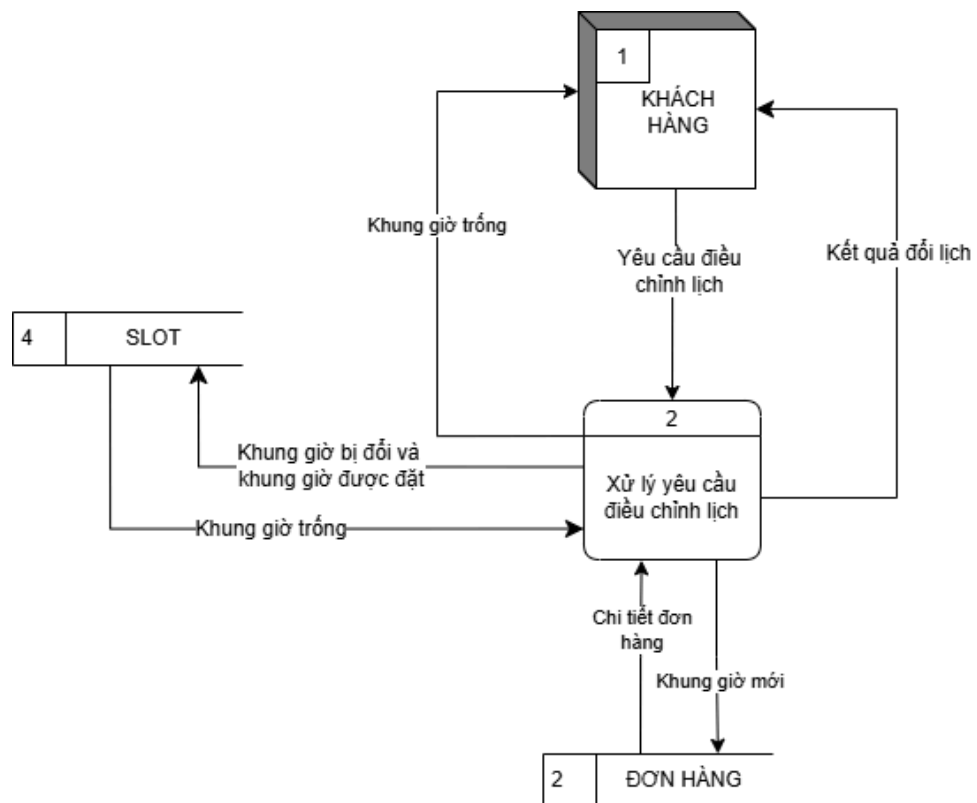 1
KHÁCH
HÀNG
Khung giờ trống
Yêu cầu điều
chỉnh lịch
Kết quả đổi lịch
4
SLOT
2
Khung giờ bị đổi và
khung giờ được đặt
Xử lý yêu cầu
điều chỉnh lịch
Khung giờ trống
Chi tiết đơn
hàng
Khung giờ mới
2
ĐƠN HÀNG